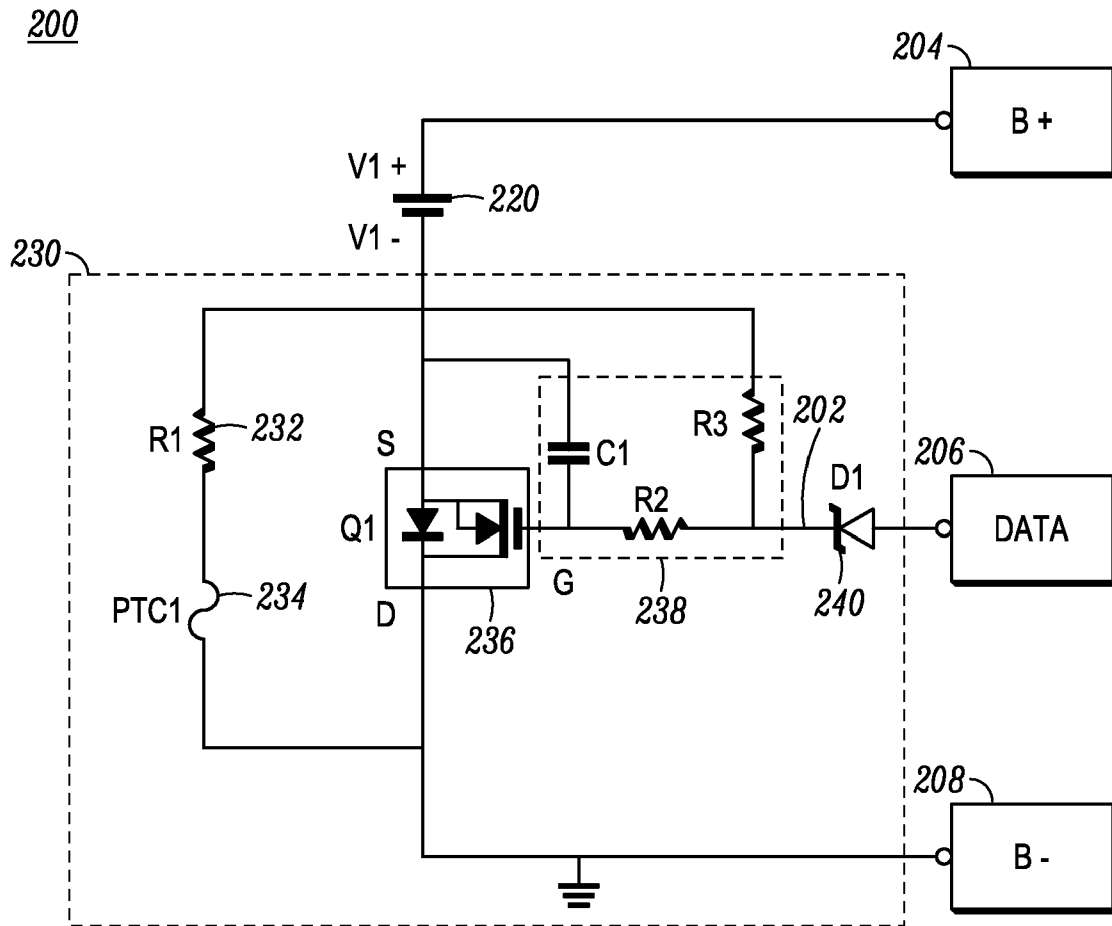 200
204
B +
V1 +
220
V1 -
230
R1
232
S
C1
R3
202
206
D1
DATA
R2
Q1
G
238
240
PTC1
234
D
236
208
B -